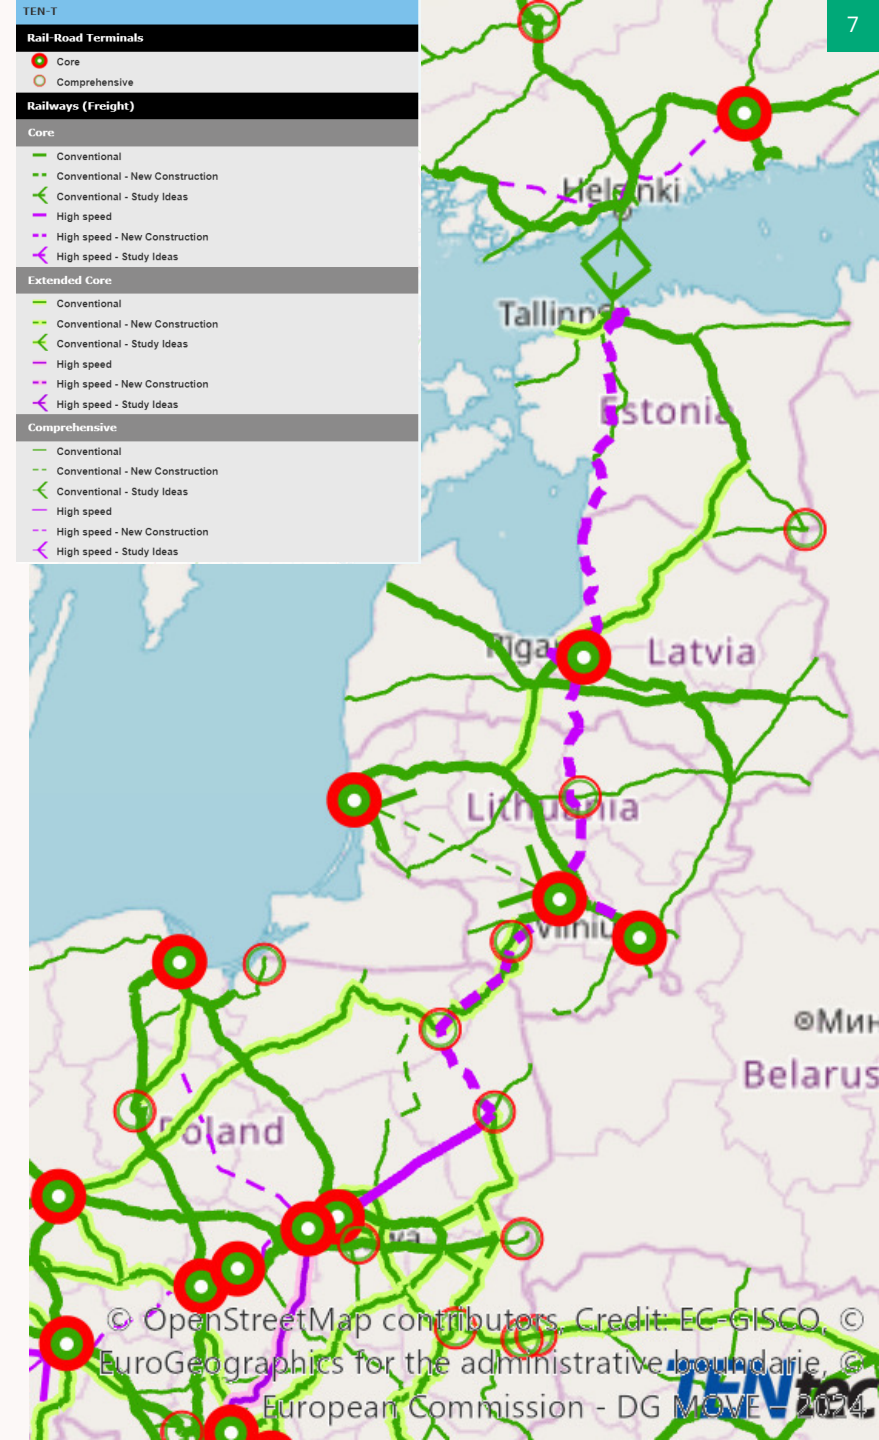 TEN-T
7
Rail-Road Terminals
Core
Comprehensive
Railways (Freight)
Core
Conventional
Conventional - New Construction
Conventional - Study Ideas
High speed
High speed - New Construction
High speed - Study Ideas
Extended Core
Conventional
Conventional - New Construction
Conventional - Study Ideas
High speed
High speed - New Construction
High speed - Study Ideas
Comprehensive
Conventional
Conventional - New Construction
Conventional - Study Ideas
High speed
High speed - New Construction
High speed - Study Ideas
Helsinki
Tallinn
Estonia
Rīga
Latvia
Lithuania
Vilniu
Мин
Belarus
Poland
© OpenStreetMap contributors, Credit: EC-GISCO, ©
EuroGeographics for the administrative boundarie, ©
European Commission - DG MOVE - 2024
TENtec